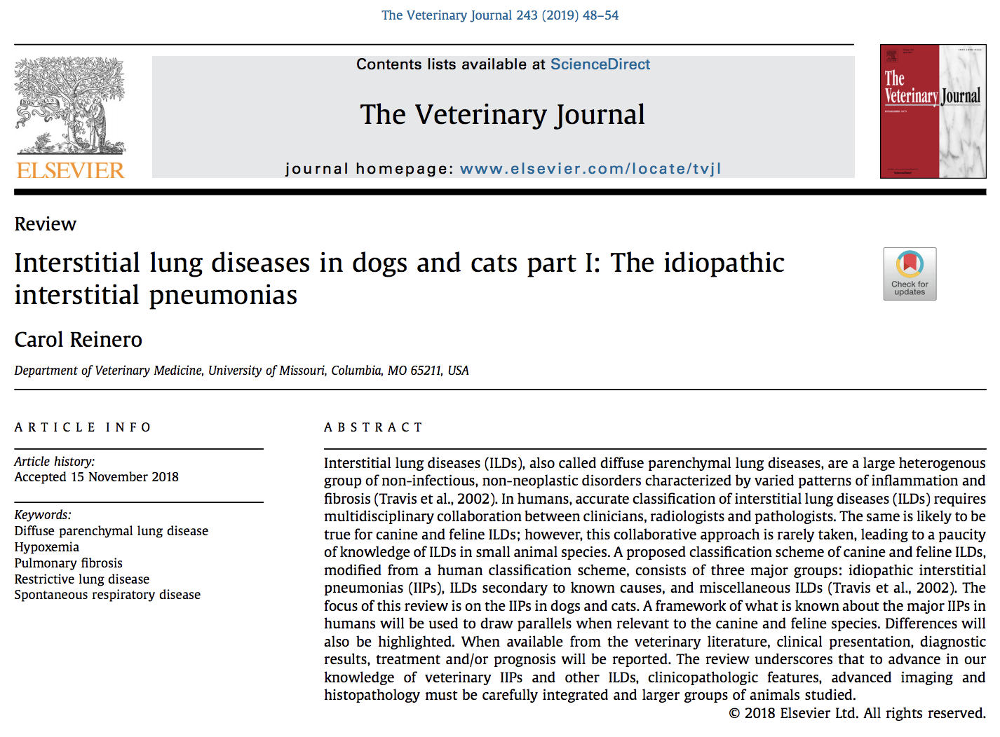 The Veterinary Journal 243 (2019) 48–54
Contents lists available at ScienceDirect
The Veterinary Journal
journal homepage: www.elsevier.com/locate/tvjl
NON SOLUS
ELSEVIER
The
Veterinary Journal
Review
Interstitial lung diseases in dogs and cats part I: The idiopathic
interstitial pneumonias
Check for
updates
Carol Reinero
Department of Veterinary Medicine, University of Missouri, Columbia, MO 65211, USA
ARTICLE INFO
Article history:
Accepted 15 November 2018
Keywords:
Diffuse parenchymal lung disease
Hypoxemia
Pulmonary fibrosis
Restrictive lung disease
Spontaneous respiratory disease
ABSTRACT
Interstitial lung diseases (ILDs), also called diffuse parenchymal lung diseases, are a large heterogenous
group of non-infectious, non-neoplastic disorders characterized by varied patterns of inflammation and
fibrosis (Travis et al., 2002). In humans, accurate classification of interstitial lung diseases (ILDs) requires
multidisciplinary collaboration between clinicians, radiologists and pathologists. The same is likely to be
true for canine and feline ILDs; however, this collaborative approach is rarely taken, leading to a paucity
of knowledge of ILDs in small animal species. A proposed classification scheme of canine and feline ILDs,
modified from a human classification scheme, consists of three major groups: idiopathic interstitial
pneumonias (IIPs), ILDs secondary to known causes, and miscellaneous ILDs (Travis et al., 2002). The
focus of this review is on the IIPs in dogs and cats. A framework of what is known about the major IIPs in
humans will be used to draw parallels when relevant to the canine and feline species. Differences will
also be highlighted. When available from the veterinary literature, clinical presentation, diagnostic
results, treatment and/or prognosis will be reported. The review underscores that to advance in our
knowledge of veterinary IIPs and other ILDs, clinicopathologic features, advanced imaging and
histopathology must be carefully integrated and larger groups of animals studied.
© 2018 Elsevier Ltd. All rights reserved.